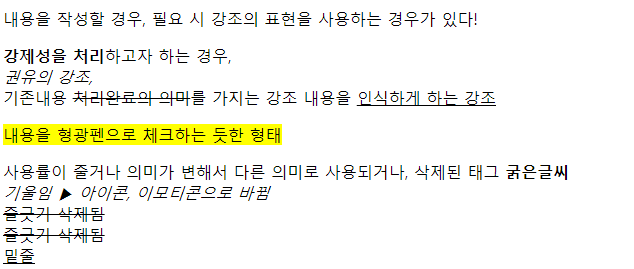 내용을 작성할 경우, 필요 시 강조의 표현을 사용하는 경우가 있다!
강제성을 처리하고자 하는 경우,
권유의 강조,
기존내용 처리완료의 의미를 가지는 강조 내용을 인식하게 하는 강조
내용을 형광펜으로 체크하는 듯한 형태
사용률이 줄거나 의미가 변해서 다른 의미로 사용되거나, 삭제된 태그 굵은글씨
기울임 ▶ 아이콘, 이모티콘으로 바뀜
줄긋기 삭제됨
줄긋기 삭제됨
밑줄